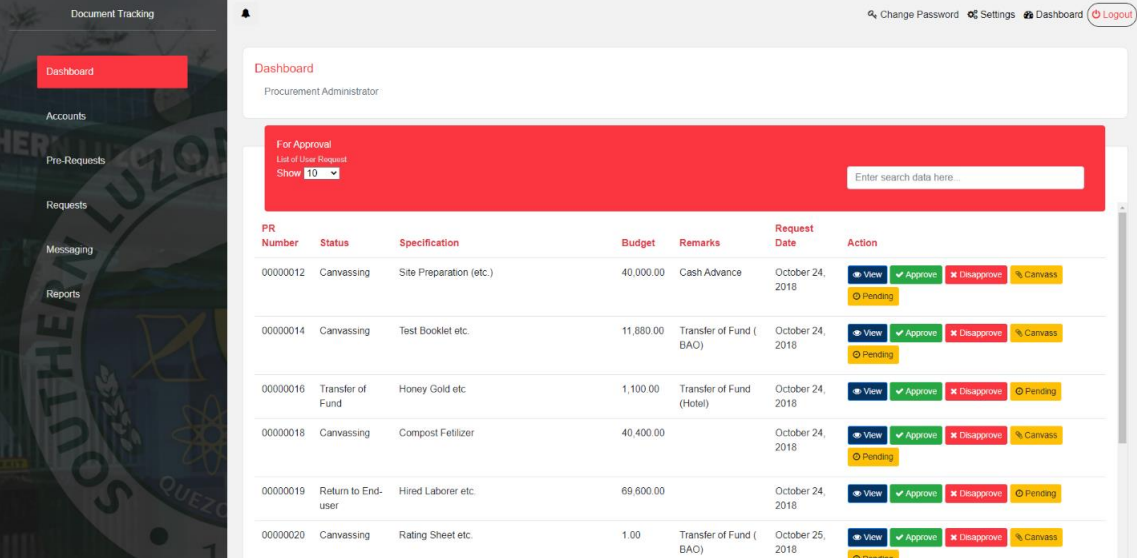 Document Tracking
Change Password Settings Dashboard Logout
Dashboard
Accounts
Pre-Requests
Requests
Messaging
Reports
Dashboard
Procurement Administrator
For Approval
List of User Request
Show 10
Enter search data here...
PR Number Status Specification Budget Remarks Request Date Action
00000012 Canvassing Site Preparation (etc.) 40,000.00 Cash Advance October 24, 2018 View Approve Disapprove Canvass Pending
00000014 Canvassing Test Booklet etc. 11,880.00 Transfer of Fund ( BAO) October 24, 2018 View Approve Disapprove Canvass Pending
00000016 Transfer of Fund Honey Gold etc 1,100.00 Transfer of Fund (Hotel) October 24, 2018 View Approve Disapprove Pending
00000018 Canvassing Compost Fetilizer 40,400.00 October 24, 2018 View Approve Disapprove Canvass Pending
00000019 Return to End-user Hired Laborer etc. 69,600.00 October 24, 2018 View Approve Disapprove Pending
00000020 Canvassing Rating Sheet etc. 1.00 Transfer of Fund ( BAO) October 25, 2018 View Approve Disapprove Canvass Pending
SOUTHERN LUZON